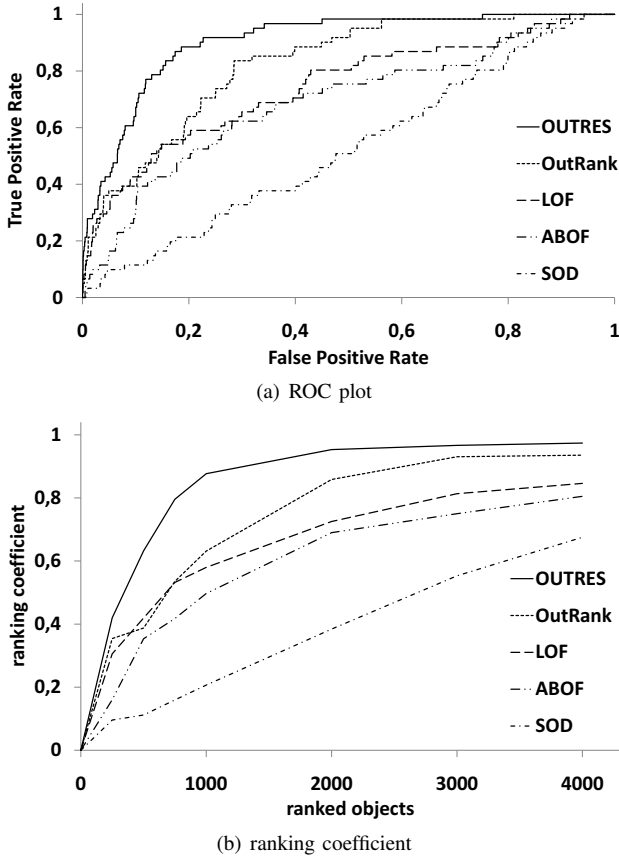 1
0,8
0,6
0,4
0,2
0
True Positive Rate
OUTRES
OutRank
LOF
ABOF
SOD
0 0,2 0,4 0,6 0,8 1
False Positive Rate
(a) ROC plot
1
0,8
0,6
0,4
0,2
0
ranking coefficient
OUTRES
OutRank
LOF
ABOF
SOD
0 1000 2000 3000 4000
ranked objects
(b) ranking coefficient